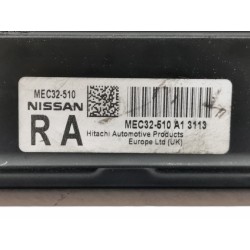 MEC32-510
NISSAN
RA
MEC32-510 A1 3113
Hitachi Automotive Products
Europe Ltd (UK)